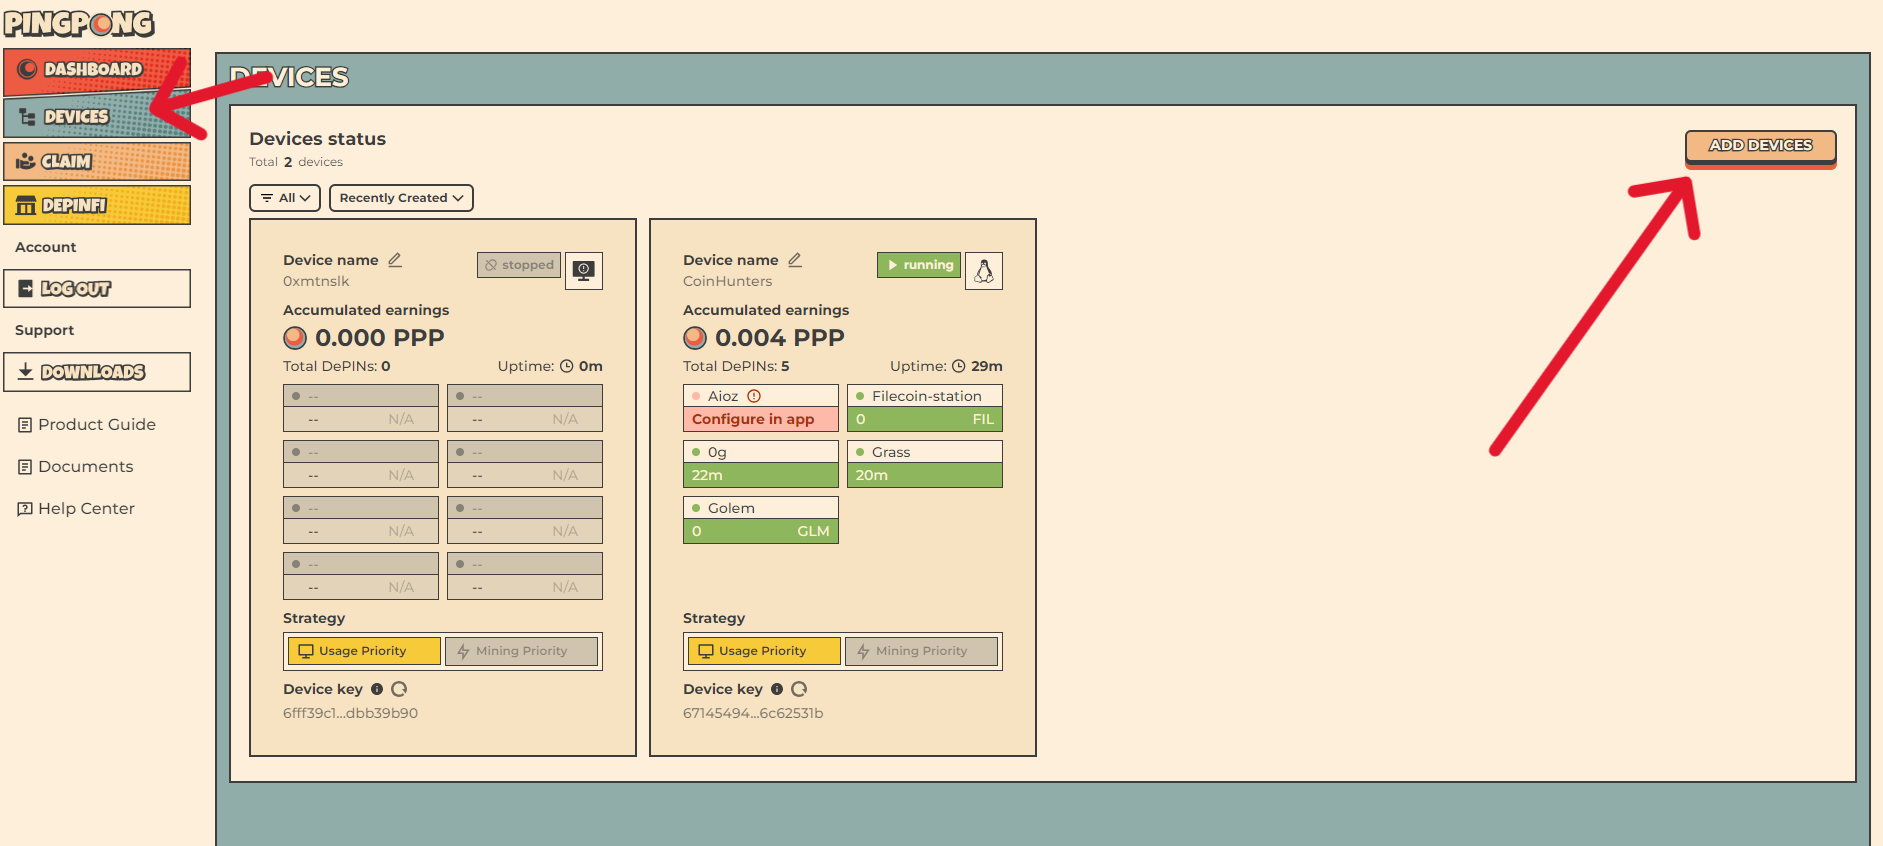 PINGPONG
DASHBOARD
DEVICES
CLAIM
DEPINFI
Account
LOG OUT
Support
DOWNLOADS
Product Guide
Documents
Help Center
DEVICES
Devices status
Total 2 devices
ADD DEVICES
All
Recently Created
Device name
stopped
0xmtnslk
Accumulated earnings
0.000 PPP
Total DePINs: 0
Uptime: 0m
-- --
-- N/A -- N/A
-- --
-- N/A -- N/A
-- --
-- N/A -- N/A
-- --
-- N/A -- N/A
Strategy
Usage Priority
Mining Priority
Device key
6fff39c1...dbb39b90
Device name
running
CoinHunters
Accumulated earnings
0.004 PPP
Total DePINs: 5
Uptime: 29m
Aioz
Configure in app
Filecoin-station
0 FIL
0g
22m
Grass
20m
Golem
0 GLM
Strategy
Usage Priority
Mining Priority
Device key
67145494...6c62531b